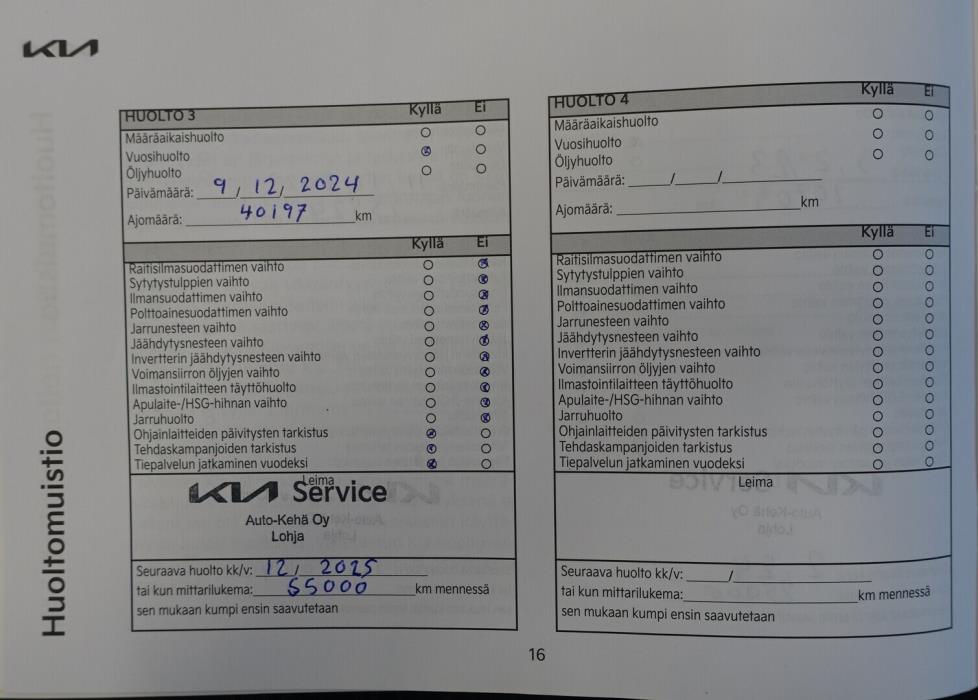 KIA
HUOLTO 3 Kyllä Ei
Määräaikaishuolto
Vuosihuolto
Öljyhuolto
Päivämäärä: 9 / 12 / 2024
Ajomäärä: 40197 km
Kyllä Ei
Raitisilmasuodattimen vaihto
Sytytystulppien vaihto
Ilmansuodattimen vaihto
Polttoainesuodattimen vaihto
Jarrunesteen vaihto
Jäähdytysnesteen vaihto
Invertterin jäähdytysnesteen vaihto
Voimansiirron öljyjen vaihto
Ilmastointilaitteen täyttöhuolto
Apulaite-/HSG-hihnan vaihto
Jarruhuolto
Ohjainlaitteiden päivitysten tarkistus
Tehdaskampanjoiden tarkistus
Tiepalvelun jatkaminen vuodeksi
Leima
KIA Service
Auto-Kehä Oy
Lohja
Seuraava huolto kk/v: 12 / 2025
tai kun mittarilukema: 55000 km mennessä
sen mukaan kumpi ensin saavutetaan
HUOLTO 4 Kyllä Ei
Määräaikaishuolto
Vuosihuolto
Öljyhuolto
Päivämäärä: ____/____/________
Ajomäärä: ________ km
Kyllä Ei
Raitisilmasuodattimen vaihto
Sytytystulppien vaihto
Ilmansuodattimen vaihto
Polttoainesuodattimen vaihto
Jarrunesteen vaihto
Jäähdytysnesteen vaihto
Invertterin jäähdytysnesteen vaihto
Voimansiirron öljyjen vaihto
Ilmastointilaitteen täyttöhuolto
Apulaite-/HSG-hihnan vaihto
Jarruhuolto
Ohjainlaitteiden päivitysten tarkistus
Tehdaskampanjoiden tarkistus
Tiepalvelun jatkaminen vuodeksi
Leima
Seuraava huolto kk/v: ____/________
tai kun mittarilukema: ________ km mennessä
sen mukaan kumpi ensin saavutetaan
Huoltomuistio
16